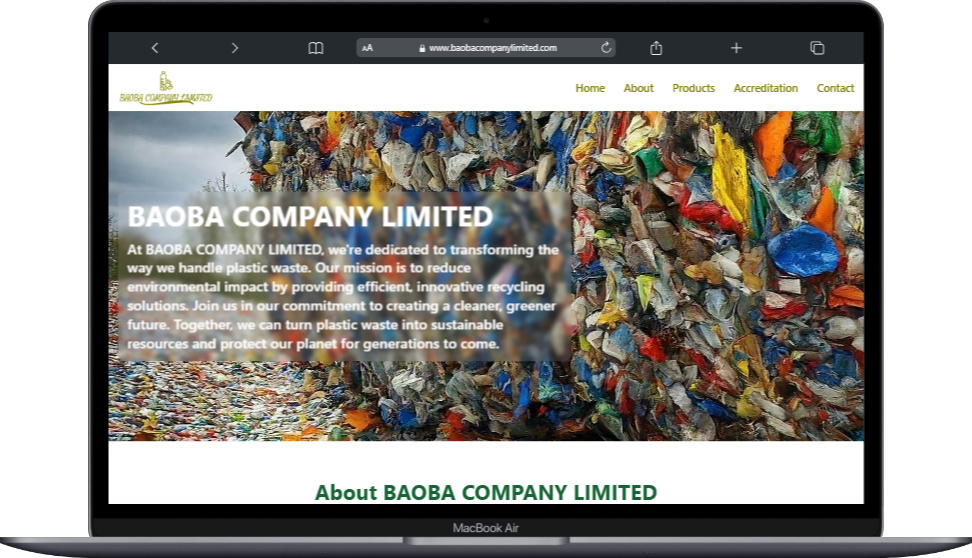 AA www.baobacompanylimited.com
BAOBA COMPANY LIMITED
Home About Products Accreditation Contact
BAOBA COMPANY LIMITED
At BAOBA COMPANY LIMITED, we're dedicated to transforming the
way we handle plastic waste. Our mission is to reduce
environmental impact by providing efficient, innovative recycling
solutions. Join us in our commitment to creating a cleaner, greener
future. Together, we can turn plastic waste into sustainable
resources and protect our planet for generations to come.
About BAOBA COMPANY LIMITED
MacBook Air